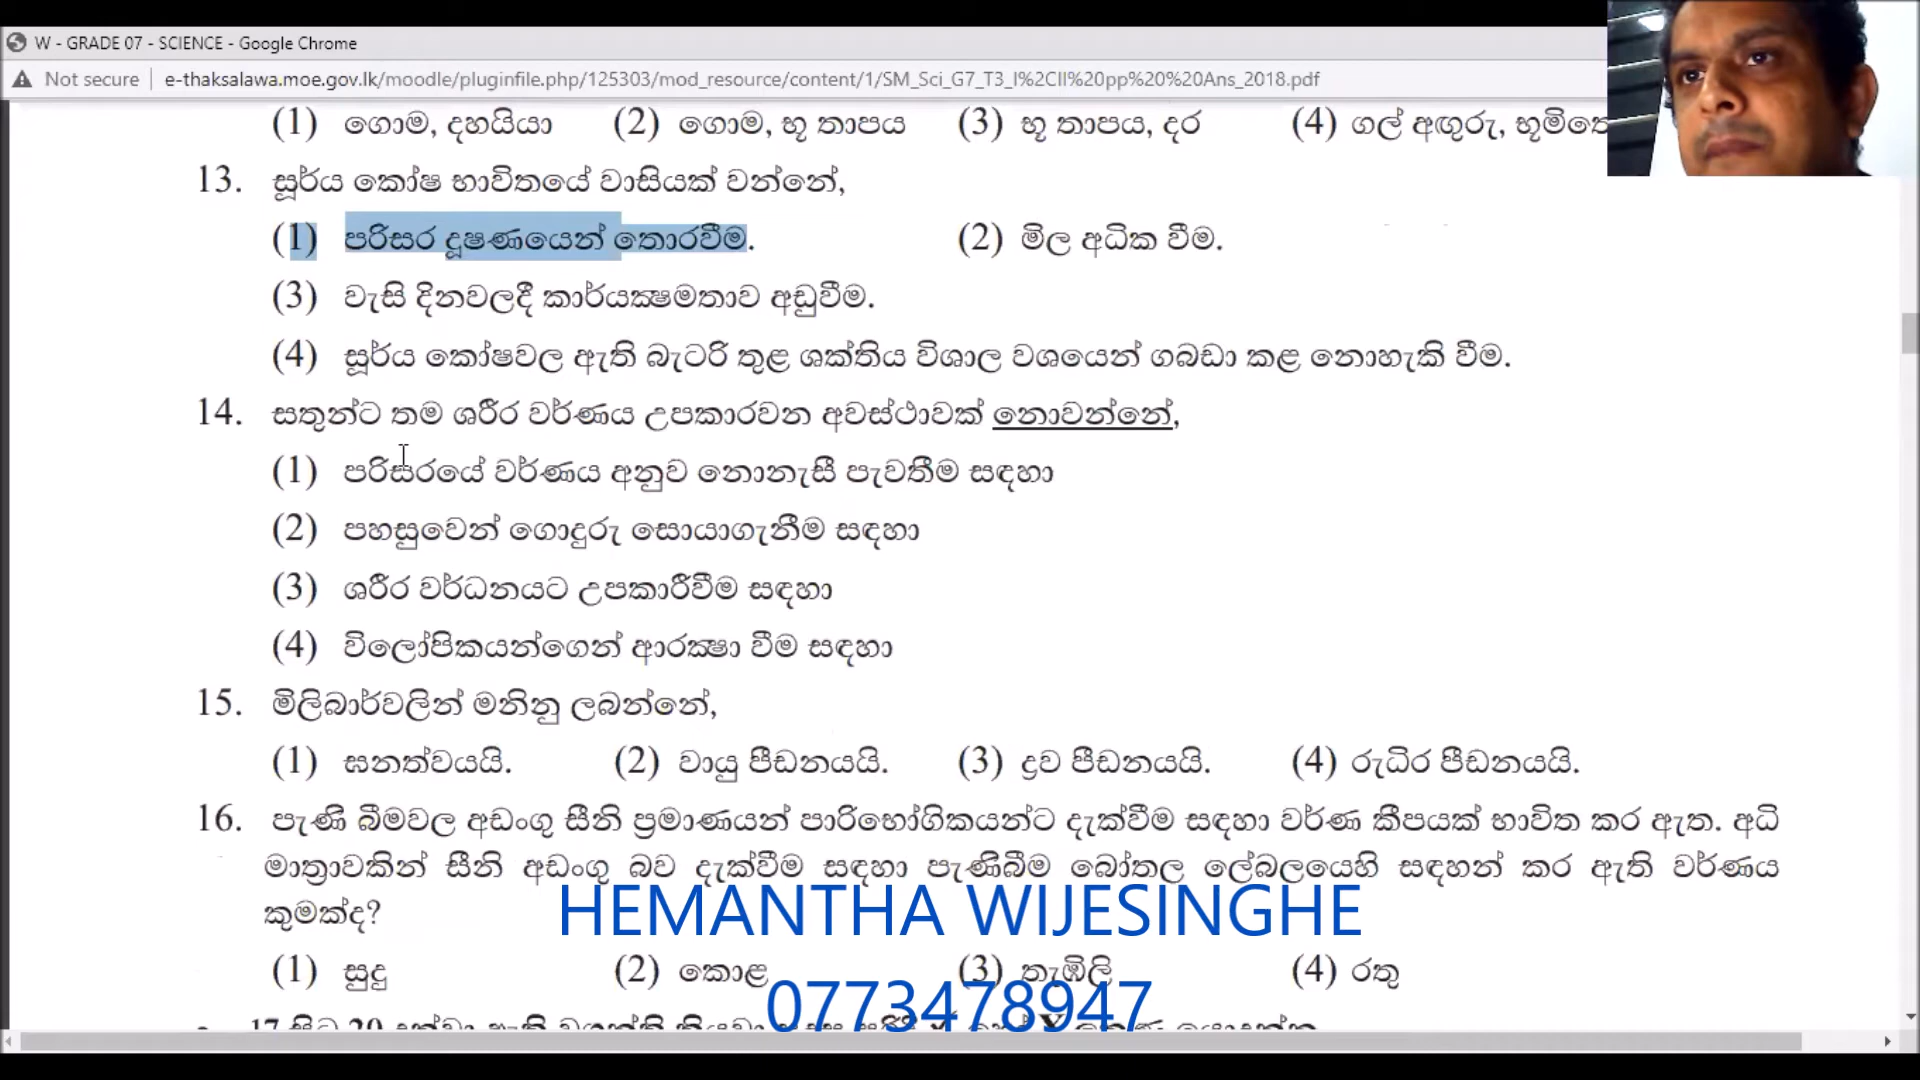 W - GRADE 07 - SCIENCE - Google Chrome
Not secure e-thaksalawa.moe.gov.lk/moodle/pluginfile.php/125303/mod_resource/content/1/SM_Sci_G7_T3_I%2CII%20pp%20%20Ans_2018.pdf
(1) ගොම, දහයියා (2) ගොම, භූ තාපය (3) භූ තාපය, දර (4) ගල් අඟුරු,
13. සූර්ය කෝෂ භාවිතයේ වාසියක් වන්නේ,
(1) පරිසර දූෂණයෙන් තොරවීම. (2) මිල අධික වීම.
(3) වැසි දිනවලදී කාර්යක්‍ෂමතාව අඩුවීම.
(4) සූර්ය කෝෂවල ඇති බැටරි තුළ ශක්තිය විශාල වශයෙන් ගබඩා කළ නොහැකි වීම.
14. සතුන්ට තම ශරීර වර්ණය උපකාරවන අවස්ථාවක් නොවන්නේ,
(1) පරිසරයේ වර්ණය අනුව නොනැසී පැවතීම සඳහා
(2) පහසුවෙන් ගොදුරු සොයාගැනීම සඳහා
(3) ශරීර වර්ධනයට උපකාරීවීම සඳහා
(4) විලෝපිකයන්ගෙන් ආරක්‍ෂා වීම සඳහා
15. මිලිබාර්වලින් මනිනු ලබන්නේ,
(1) ඝනත්වයයි. (2) වායු පීඩනයයි. (3) ද්‍රව පීඩනයයි. (4) රුධිර පීඩනයයි.
16. පැණි බීමවල අඩංගු සීනි ප්‍රමාණයන් පාරිභෝගිකයන්ට දැක්වීම සඳහා වර්ණ කීපයක් භාවිත කර ඇත. අධි
මාත්‍රාවකින් සීනි අඩංගු බව දැක්වීම සඳහා පැණිබීම බෝතල ලේබලයෙහි සඳහන් කර ඇති වර්ණය
කුමක්ද?
HEMANTHA WIJESINGHE
(1) සුදු (2) කොළ (3) තැඹිලි (4) රතු
0773478947